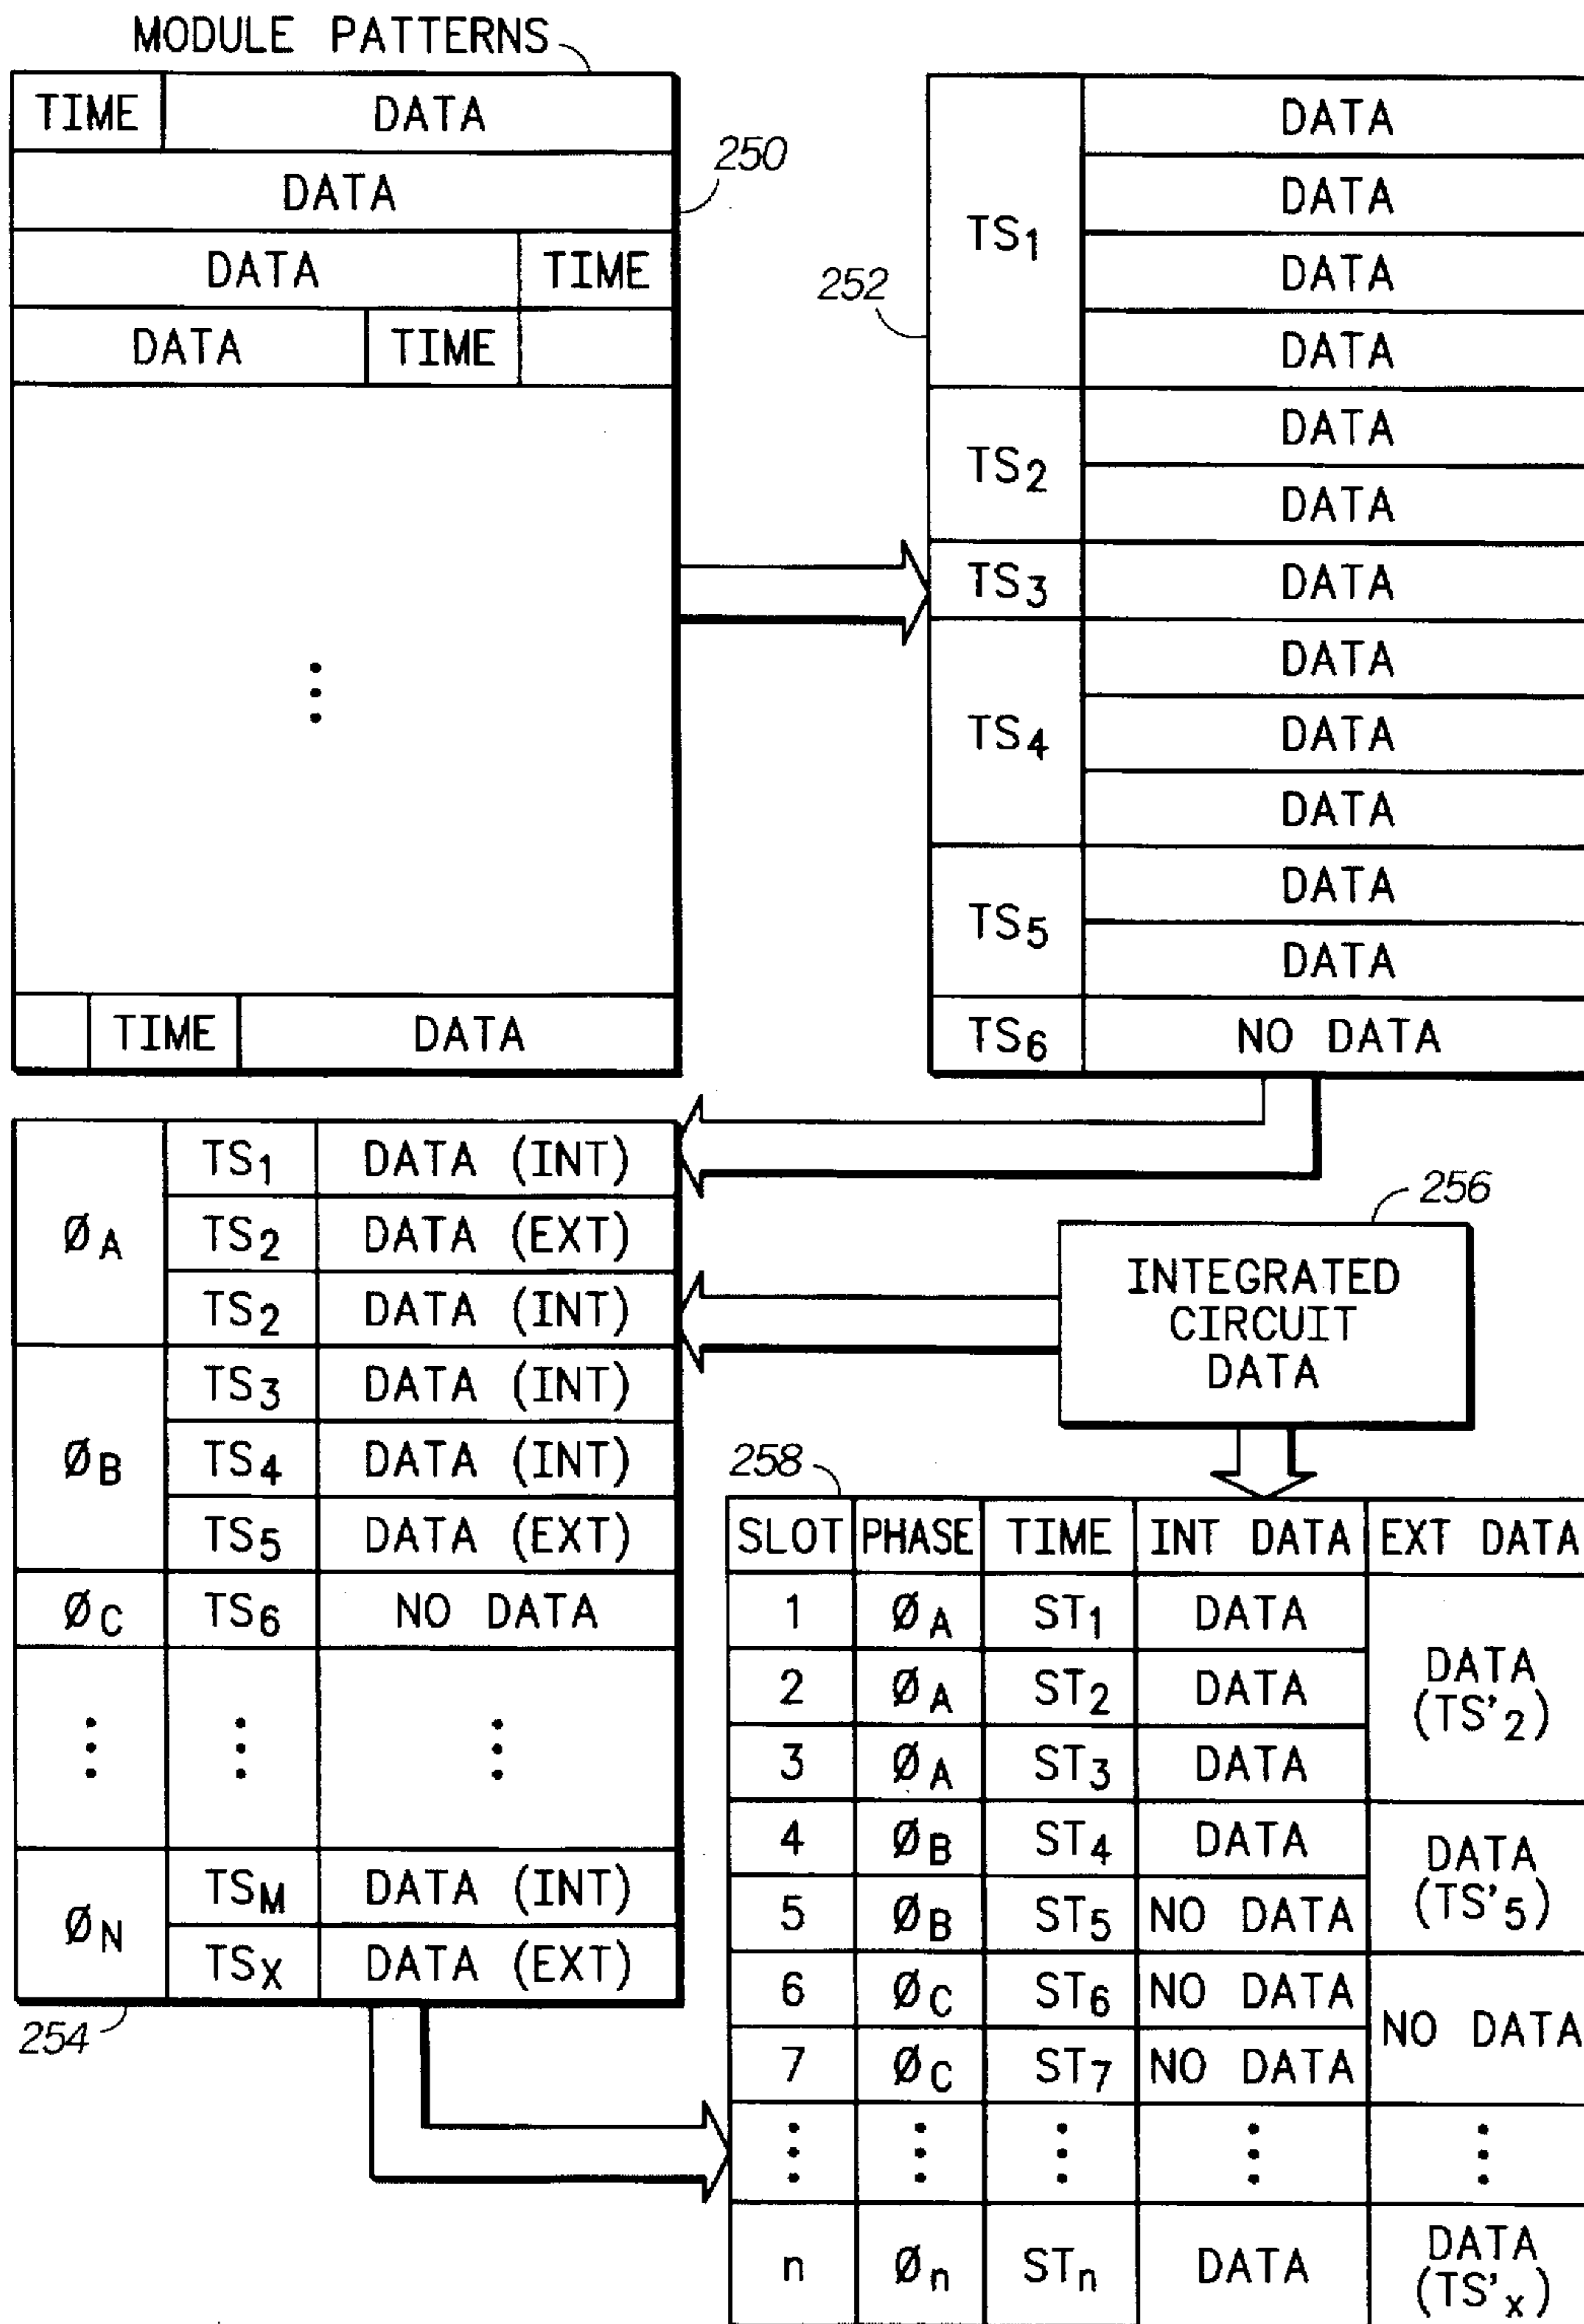 MODULE PATTERNS
TIME DATA
DATA
DATA TIME
DATA TIME
⋮
TIME DATA
250
252
TS1 DATA
DATA
DATA
DATA
TS2 DATA
DATA
TS3 DATA
TS4 DATA
DATA
DATA
TS5 DATA
DATA
TS6 NO DATA
ØA TS1 DATA (INT)
TS2 DATA (EXT)
TS2 DATA (INT)
ØB TS3 DATA (INT)
TS4 DATA (INT)
TS5 DATA (EXT)
ØC TS6 NO DATA
⋮ ⋮ ⋮
ØN TSM DATA (INT)
TSX DATA (EXT)
254
256
INTEGRATED
CIRCUIT
DATA
258
SLOT PHASE TIME INT DATA EXT DATA
1 ØA ST1 DATA
2 ØA ST2 DATA
DATA
(TS'2)
3 ØA ST3 DATA
4 ØB ST4 DATA
DATA
(TS'5)
5 ØB ST5 NO DATA
6 ØC ST6 NO DATA
NO DATA
7 ØC ST7 NO DATA
⋮ ⋮ ⋮ ⋮ ⋮
n Øn STn DATA
DATA
(TS'x)